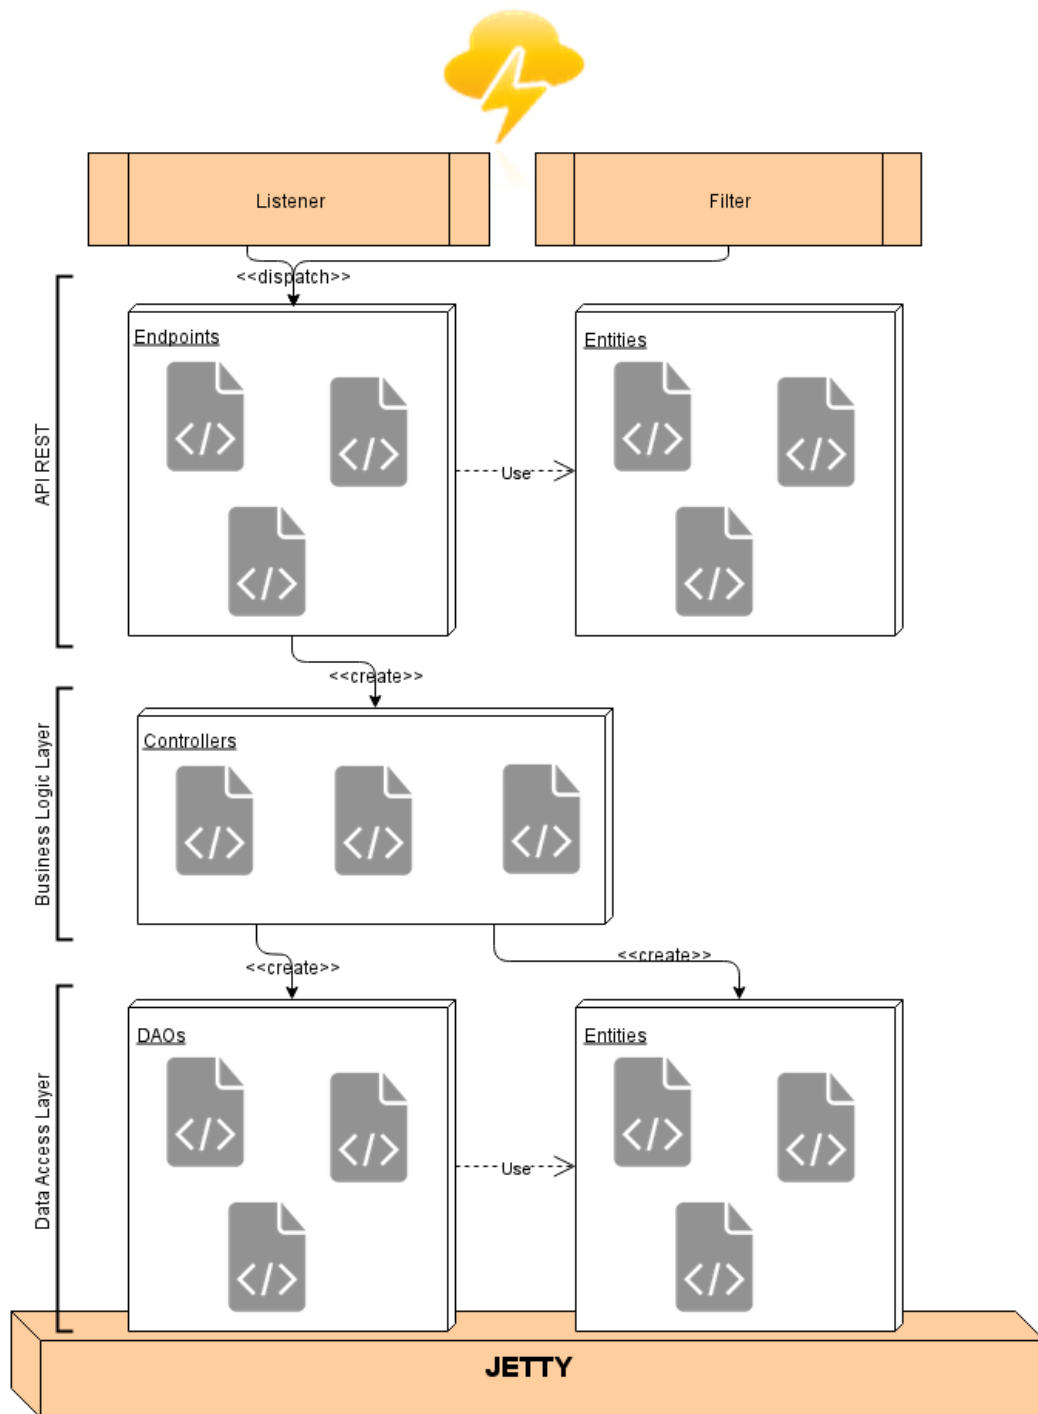 Listener
Filter
<<dispatch>>
API REST
Endpoints
Entities
</>
</>
</>
</>
Use
</>
</>
<<create>>
Business Logic Layer
Controllers
</>
</>
</>
<<create>>
<<create>>
Data Access Layer
DAOs
Entities
</>
</>
</>
</>
Use
</>
</>
JETTY